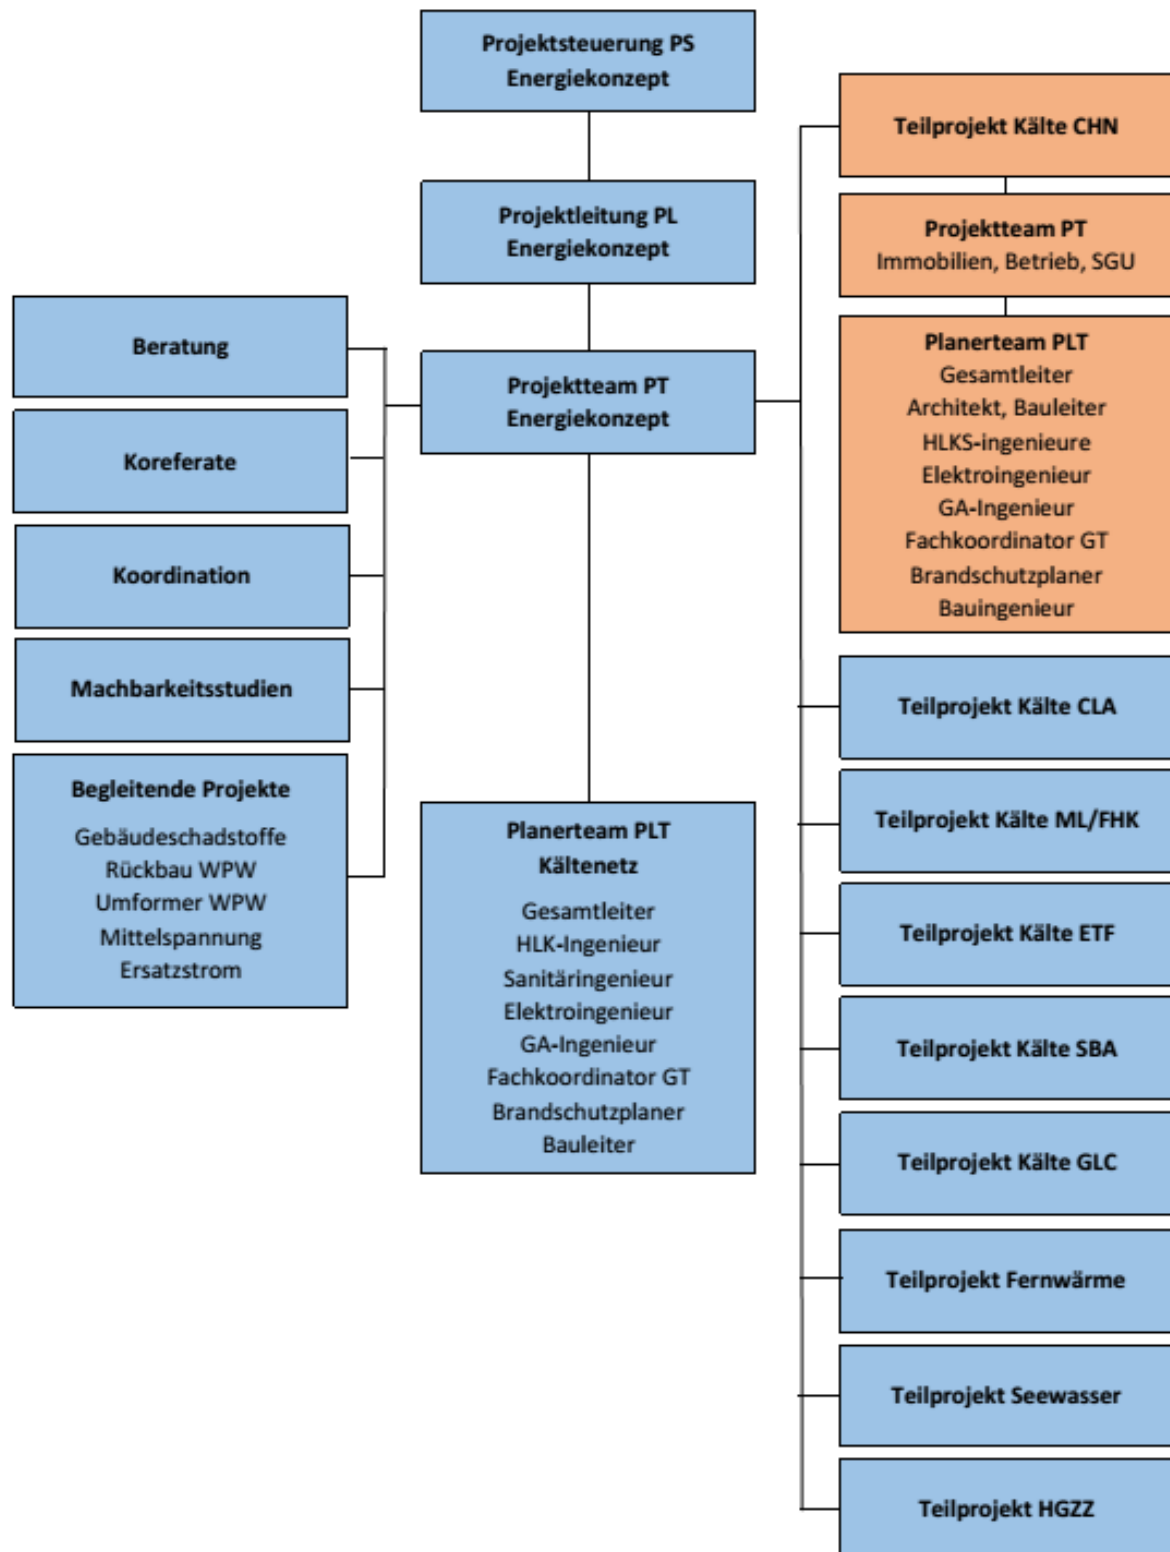 Projektsteuerung PS
Energiekonzept
Projektleitung PL
Energiekonzept
Projektteam PT
Energiekonzept
Beratung
Koreferate
Koordination
Machbarkeitsstudien
Begleitende Projekte
Gebäudeschadstoffe
Rückbau WPW
Umformer WPW
Mittelspannung
Ersatzstrom
Planerteam PLT
Kältenetz
Gesamtleiter
HLK-Ingenieur
Sanitäringenieur
Elektroingenieur
GA-Ingenieur
Fachkoordinator GT
Brandschutzplaner
Bauleiter
Teilprojekt Kälte CHN
Projektteam PT
Immobilien, Betrieb, SGU
Planerteam PLT
Gesamtleiter
Architekt, Bauleiter
HLKS-ingenieure
Elektroingenieur
GA-Ingenieur
Fachkoordinator GT
Brandschutzplaner
Bauingenieur
Teilprojekt Kälte CLA
Teilprojekt Kälte ML/FHK
Teilprojekt Kälte ETF
Teilprojekt Kälte SBA
Teilprojekt Kälte GLC
Teilprojekt Fernwärme
Teilprojekt Seewasser
Teilprojekt HGZZ